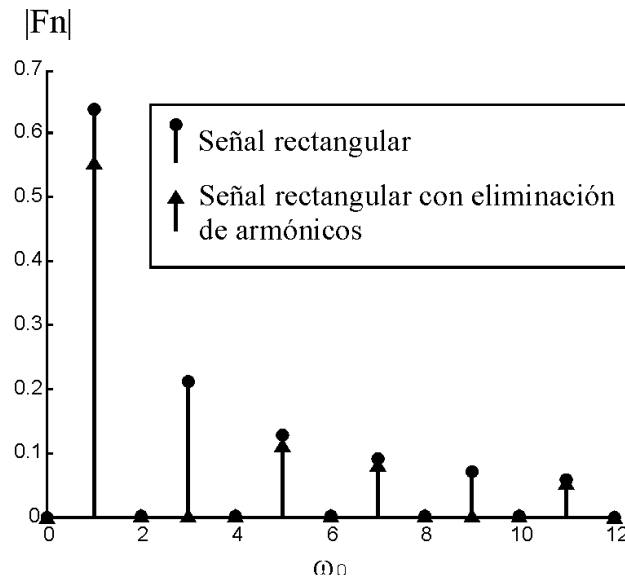 |Fn|
0.7
0.6
0.5
0.4
0.3
0.2
0.1
0
Señal rectangular
Señal rectangular con eliminación
de armónicos
0 2 4 6 8 10 12
ω0